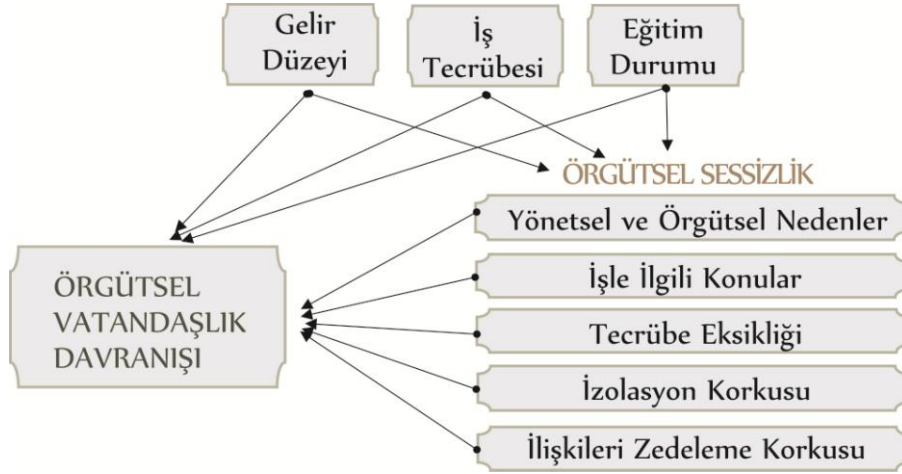 Gelir
Düzeyi
İş
Tecrübesi
Eğitim
Durumu
ÖRGÜTSEL SESSİZLİK
Yönetsel ve Örgütsel Nedenler
İşle İlgili Konular
Tecrübe Eksikliği
İzolasyon Korkusu
İlişkileri Zedeleme Korkusu
ÖRGÜTSEL
VATANDAŞLIK
DAVRANIŞI